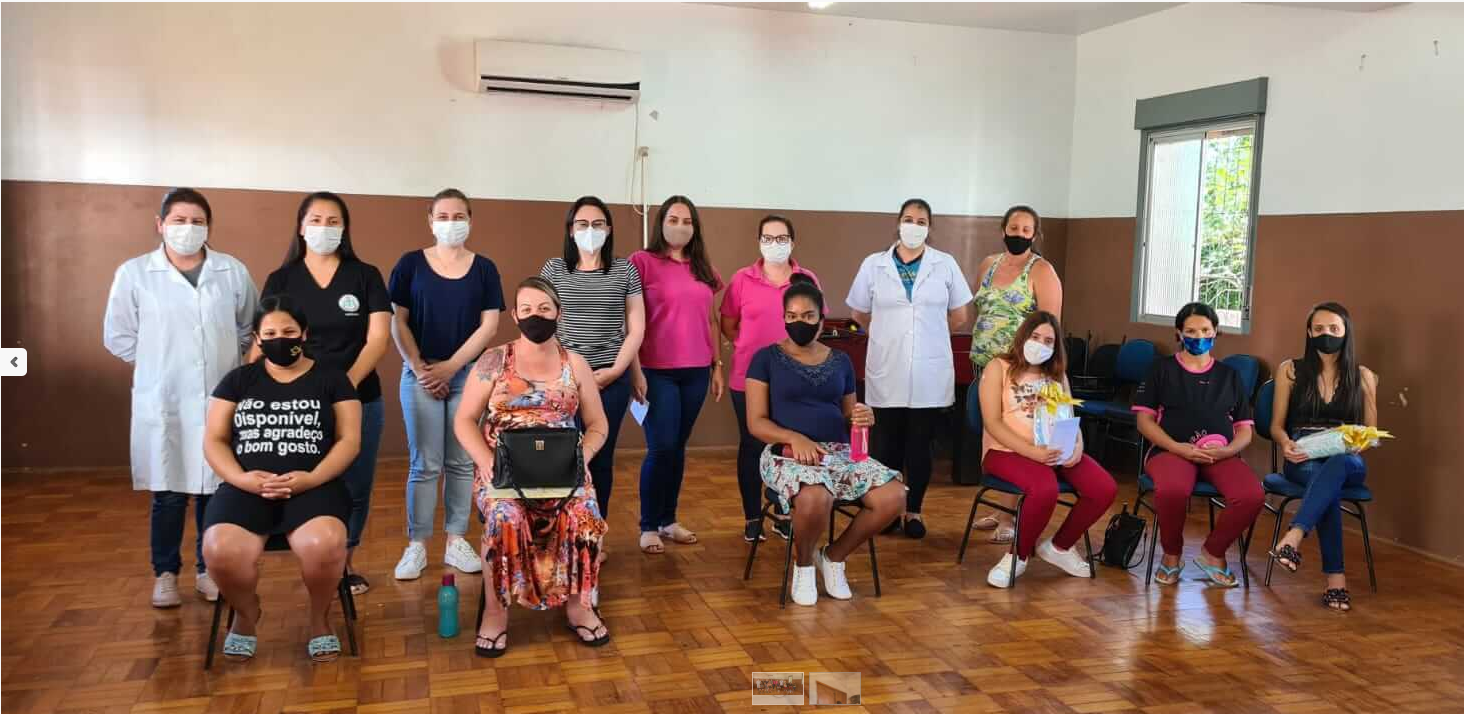 Não estou
Disponível,
mas agradeço
o bom gosto.